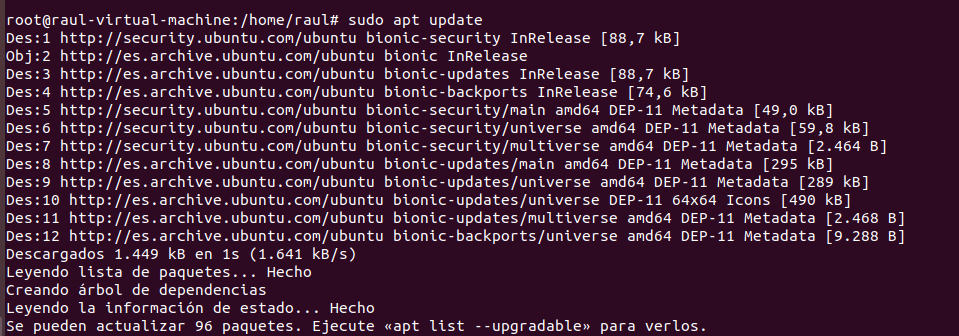 root@raul-virtual-machine:/home/raul# sudo apt update
Des:1 http://security.ubuntu.com/ubuntu bionic-security InRelease [88,7 kB]
Obj:2 http://es.archive.ubuntu.com/ubuntu bionic InRelease
Des:3 http://es.archive.ubuntu.com/ubuntu bionic-updates InRelease [88,7 kB]
Des:4 http://es.archive.ubuntu.com/ubuntu bionic-backports InRelease [74,6 kB]
Des:5 http://security.ubuntu.com/ubuntu bionic-security/main amd64 DEP-11 Metadata [49,0 kB]
Des:6 http://security.ubuntu.com/ubuntu bionic-security/universe amd64 DEP-11 Metadata [59,8 kB]
Des:7 http://security.ubuntu.com/ubuntu bionic-security/multiverse amd64 DEP-11 Metadata [2.464 B]
Des:8 http://es.archive.ubuntu.com/ubuntu bionic-updates/main amd64 DEP-11 Metadata [295 kB]
Des:9 http://es.archive.ubuntu.com/ubuntu bionic-updates/universe amd64 DEP-11 Metadata [289 kB]
Des:10 http://es.archive.ubuntu.com/ubuntu bionic-updates/universe DEP-11 64x64 Icons [490 kB]
Des:11 http://es.archive.ubuntu.com/ubuntu bionic-updates/multiverse amd64 DEP-11 Metadata [2.468 B]
Des:12 http://es.archive.ubuntu.com/ubuntu bionic-backports/universe amd64 DEP-11 Metadata [9.288 B]
Descargados 1.449 kB en 1s (1.641 kB/s)
Leyendo lista de paquetes... Hecho
Creando árbol de dependencias
Leyendo la información de estado... Hecho
Se pueden actualizar 96 paquetes. Ejecute «apt list --upgradable» para verlos.